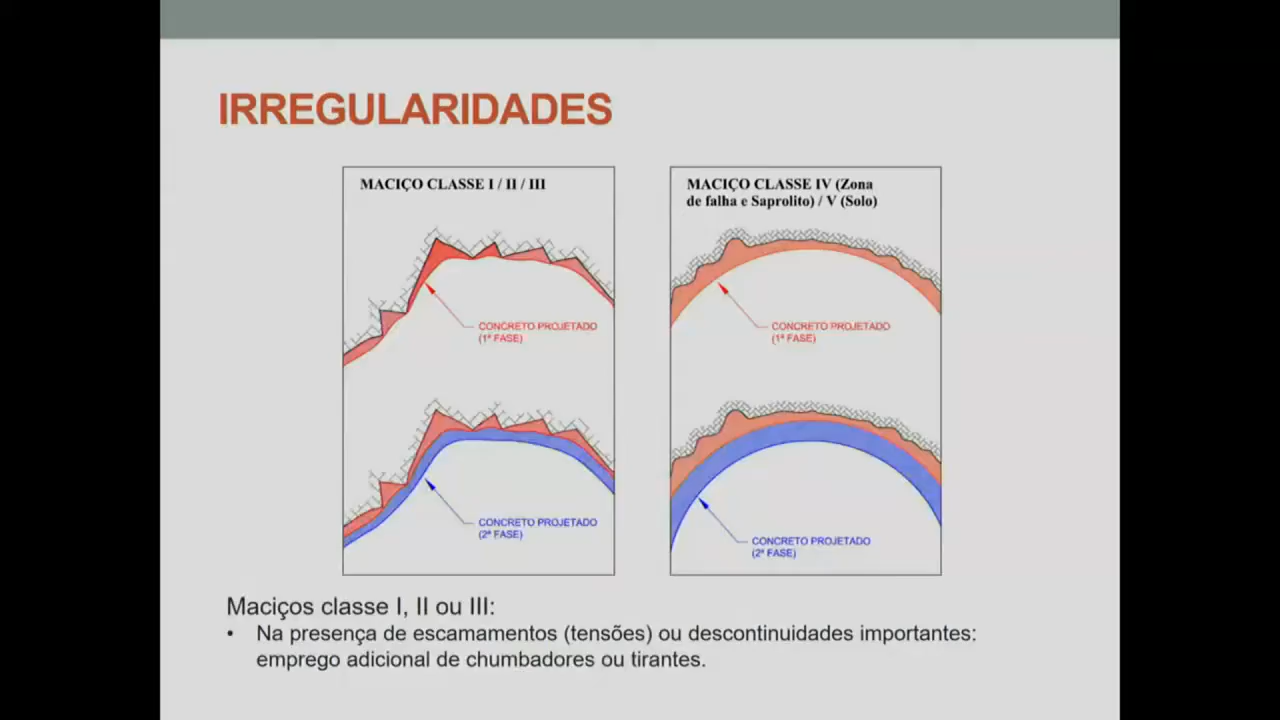 IRREGULARIDADES
MACIÇO CLASSE I / II / III
CONCRETO PROJETADO
(1ª FASE)
CONCRETO PROJETADO
(2ª FASE)
MACIÇO CLASSE IV (Zona
de falha e Saprolito) / V (Solo)
CONCRETO PROJETADO
(1ª FASE)
CONCRETO PROJETADO
(2ª FASE)
Maciços classe I, II ou III:
• Na presença de escamamentos (tensões) ou descontinuidades importantes:
emprego adicional de chumbadores ou tirantes.